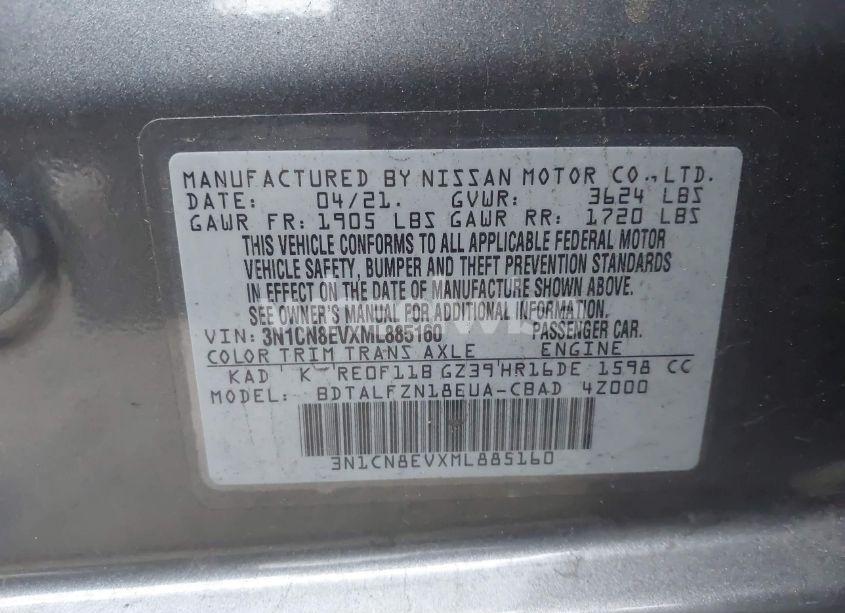 MANUFACTURED BY NISSAN MOTOR CO.,LTD.
DATE: 04/21. GVWR: 3624 LBS
GAWR FR: 1905 LBS GAWR RR: 1720 LBS
THIS VEHICLE CONFORMS TO ALL APPLICABLE FEDERAL MOTOR
VEHICLE SAFETY, BUMPER AND THEFT PREVENTION STANDARDS
IN EFFECT ON THE DATE OF MANUFACTURE SHOWN ABOVE.
SEE OWNER'S MANUAL FOR ADDITIONAL INFORMATION.
VIN: 3N1CN8EVXML885160 PASSENGER CAR.
COLOR TRIM TRANS AXLE ENGINE
KAD K RE0F11B GZ39 HR16DE 1598 CC
MODEL: BDTALFZN18EUA-CBAD 4Z000
3N1CN8EVXML885160